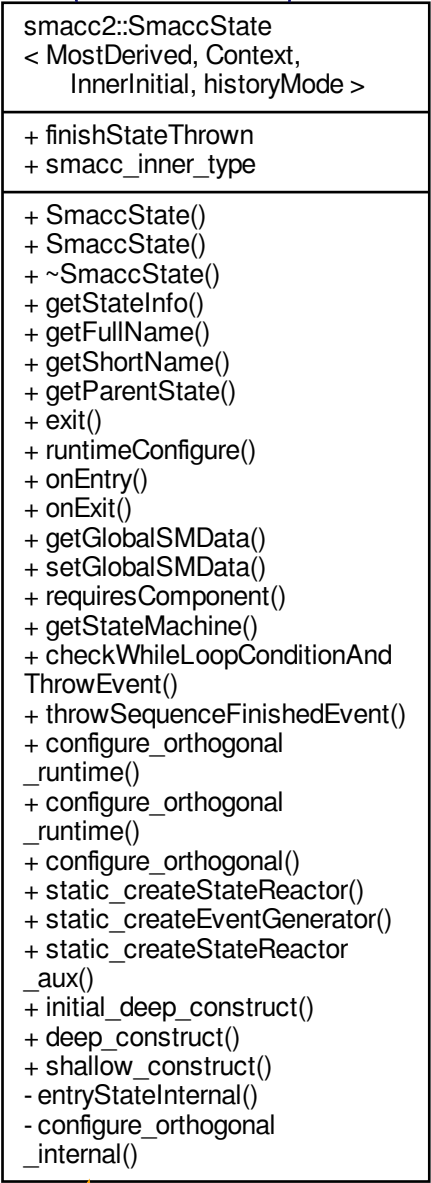 smacc2::SmaccState
< MostDerived, Context,
InnerInitial, historyMode >
+ finishStateThrown
+ smacc_inner_type
+ SmaccState()
+ SmaccState()
+ ~SmaccState()
+ getStateInfo()
+ getFullName()
+ getShortName()
+ getParentState()
+ exit()
+ runtimeConfigure()
+ onEntry()
+ onExit()
+ getGlobalSMData()
+ setGlobalSMData()
+ requiresComponent()
+ getStateMachine()
+ checkWhileLoopConditionAnd
ThrowEvent()
+ throwSequenceFinishedEvent()
+ configure_orthogonal
_runtime()
+ configure_orthogonal
_runtime()
+ configure_orthogonal()
+ static_createStateReactor()
+ static_createEventGenerator()
+ static_createStateReactor
_aux()
+ initial_deep_construct()
+ deep_construct()
+ shallow_construct()
- entryStateInternal()
- configure_orthogonal
_internal()